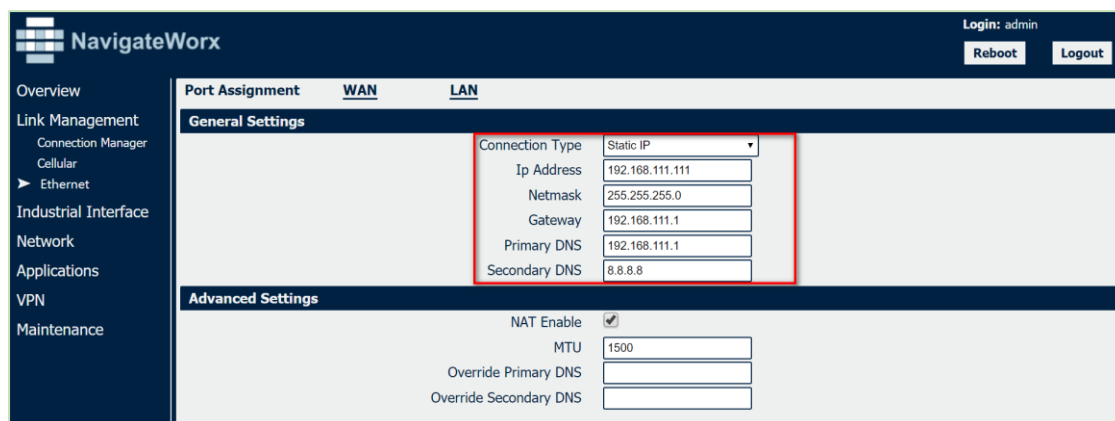 NavigateWorx
Login: admin
Reboot Logout
Overview
Link Management
Connection Manager
Cellular
Ethernet
Industrial Interface
Network
Applications
VPN
Maintenance
Port Assignment WAN LAN
General Settings
Connection Type Static IP
Ip Address 192.168.111.111
Netmask 255.255.255.0
Gateway 192.168.111.1
Primary DNS 192.168.111.1
Secondary DNS 8.8.8.8
Advanced Settings
NAT Enable
MTU 1500
Override Primary DNS
Override Secondary DNS